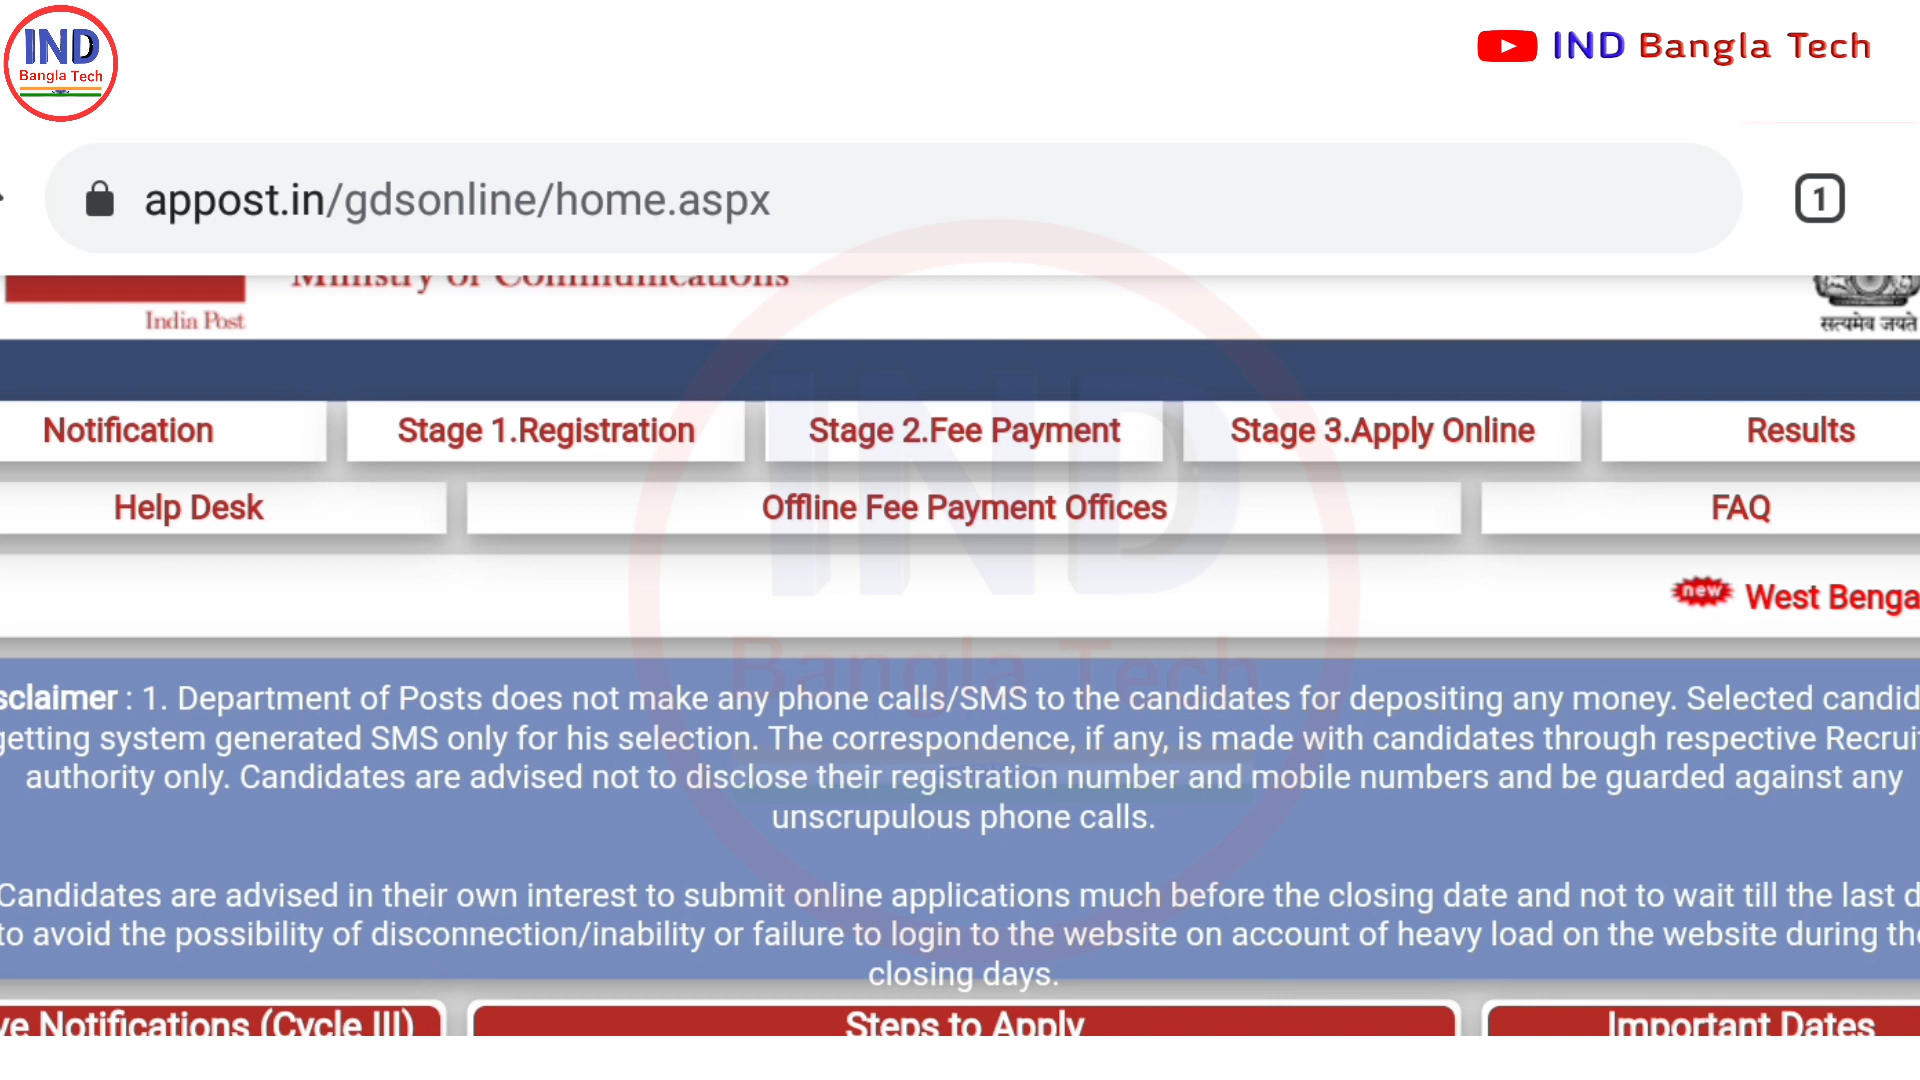 IND
Bangla Tech
IND Bangla Tech
appost.in/gdsonline/home.aspx
1
Ministry of Communications
India Post
सत्यमेव जयते
Notification
Stage 1.Registration
Stage 2.Fee Payment
Stage 3.Apply Online
Results
Help Desk
Offline Fee Payment Offices
FAQ
new West Benga
sclaimer : 1. Department of Posts does not make any phone calls/SMS to the candidates for depositing any money. Selected candid
getting system generated SMS only for his selection. The correspondence, if any, is made with candidates through respective Recruit
authority only. Candidates are advised not to disclose their registration number and mobile numbers and be guarded against any
unscrupulous phone calls.
Candidates are advised in their own interest to submit online applications much before the closing date and not to wait till the last d
to avoid the possibility of disconnection/inability or failure to login to the website on account of heavy load on the website during the
closing days.
ve Notifications (Cycle III)
Steps to Apply
Important Dates
IND
Bangla Tech